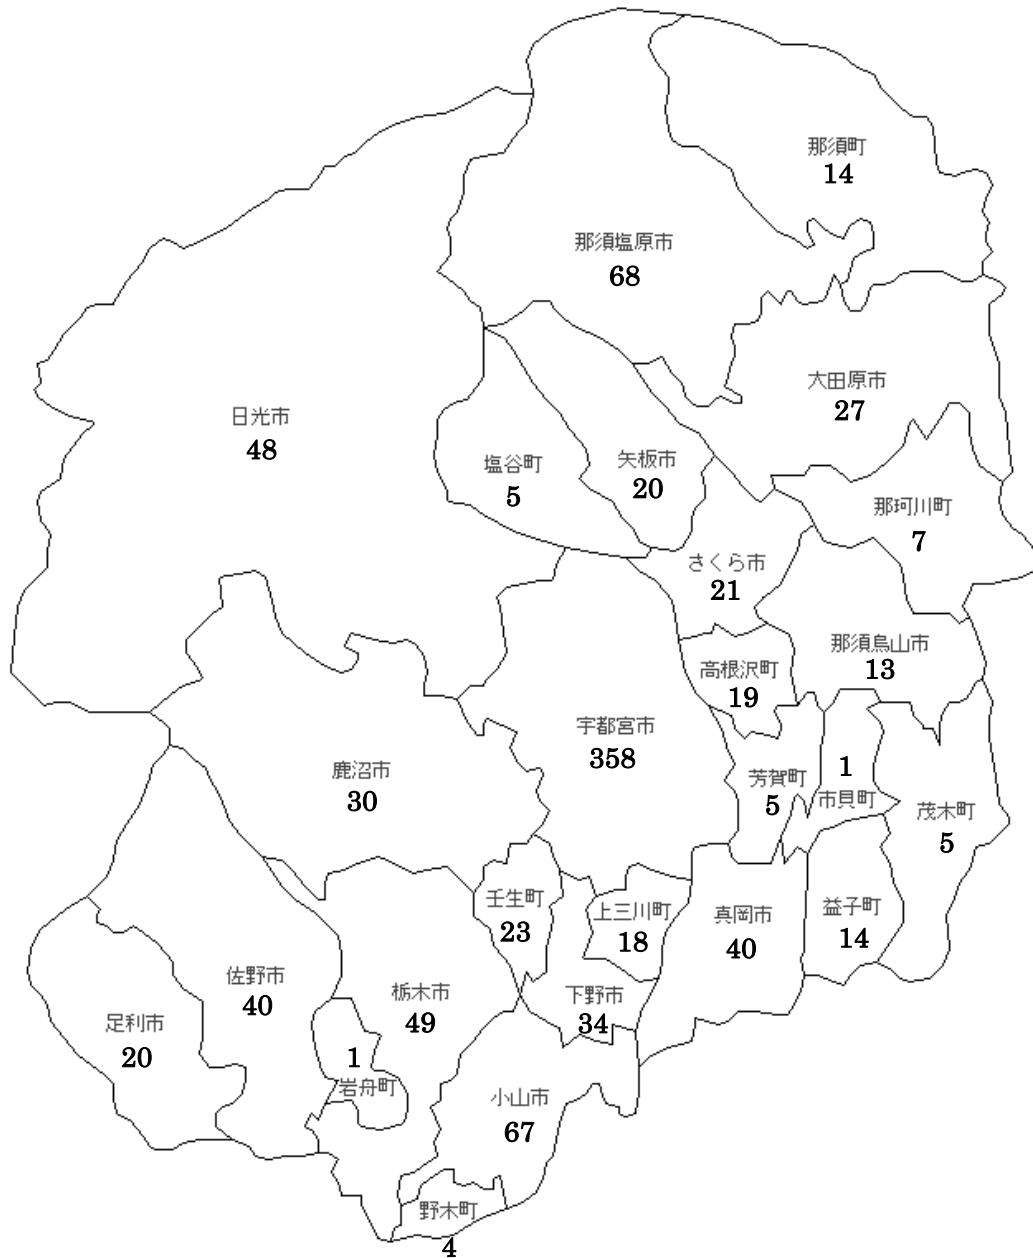 那須町
14
那須塩原市
68
大田原市
27
日光市
48
塩谷町
5
矢板市
20
那珂川町
7
さくら市
21
那須烏山市
13
高根沢町
19
宇都宮市
358
鹿沼市
30
芳賀町
5
1
市貝町
茂木町
5
壬生町
23
上三川町
18
真岡市
40
益子町
14
佐野市
40
栃木市
49
下野市
34
足利市
20
1
岩舟町
小山市
67
野木町
4